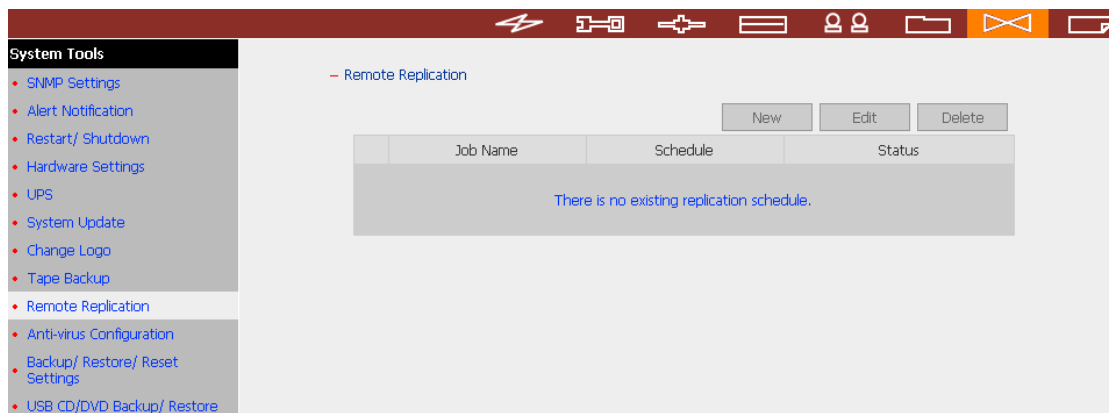 System Tools
SNMP Settings
Alert Notification
Restart/ Shutdown
Hardware Settings
UPS
System Update
Change Logo
Tape Backup
Remote Replication
Anti-virus Configuration
Backup/ Restore/ Reset
Settings
USB CD/DVD Backup/ Restore
– Remote Replication
New Edit Delete
Job Name Schedule Status
There is no existing replication schedule.